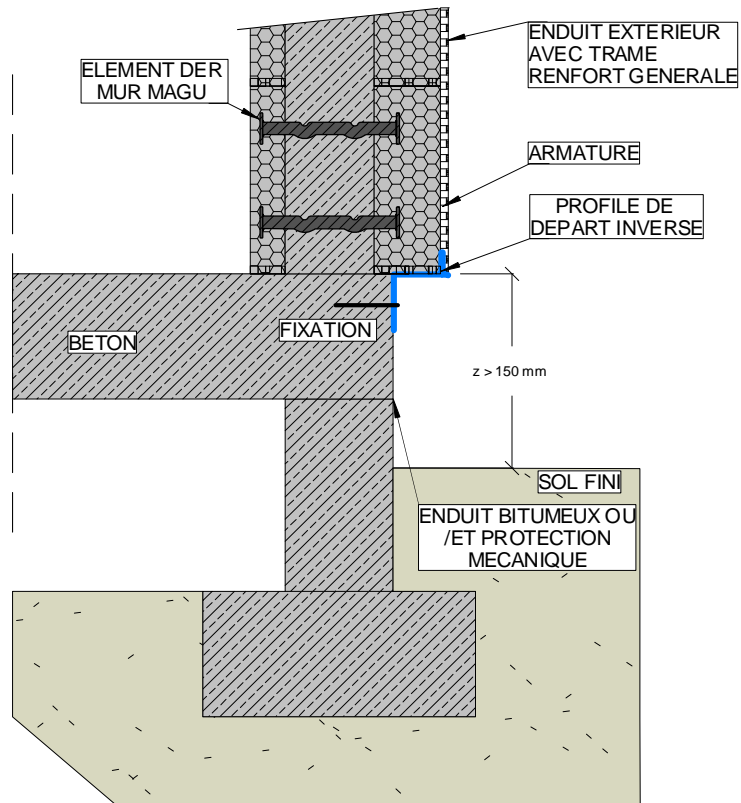 ENDUIT EXTERIEUR
AVEC TRAME
RENFORT GENERALE
ELEMENT DER
MUR MAGU
ARMATURE
PROFILE DE
DEPART INVERSE
BETON
FIXATION
z > 150 mm
SOL FINI
ENDUIT BITUMEUX OU
/ET PROTECTION
MECANIQUE